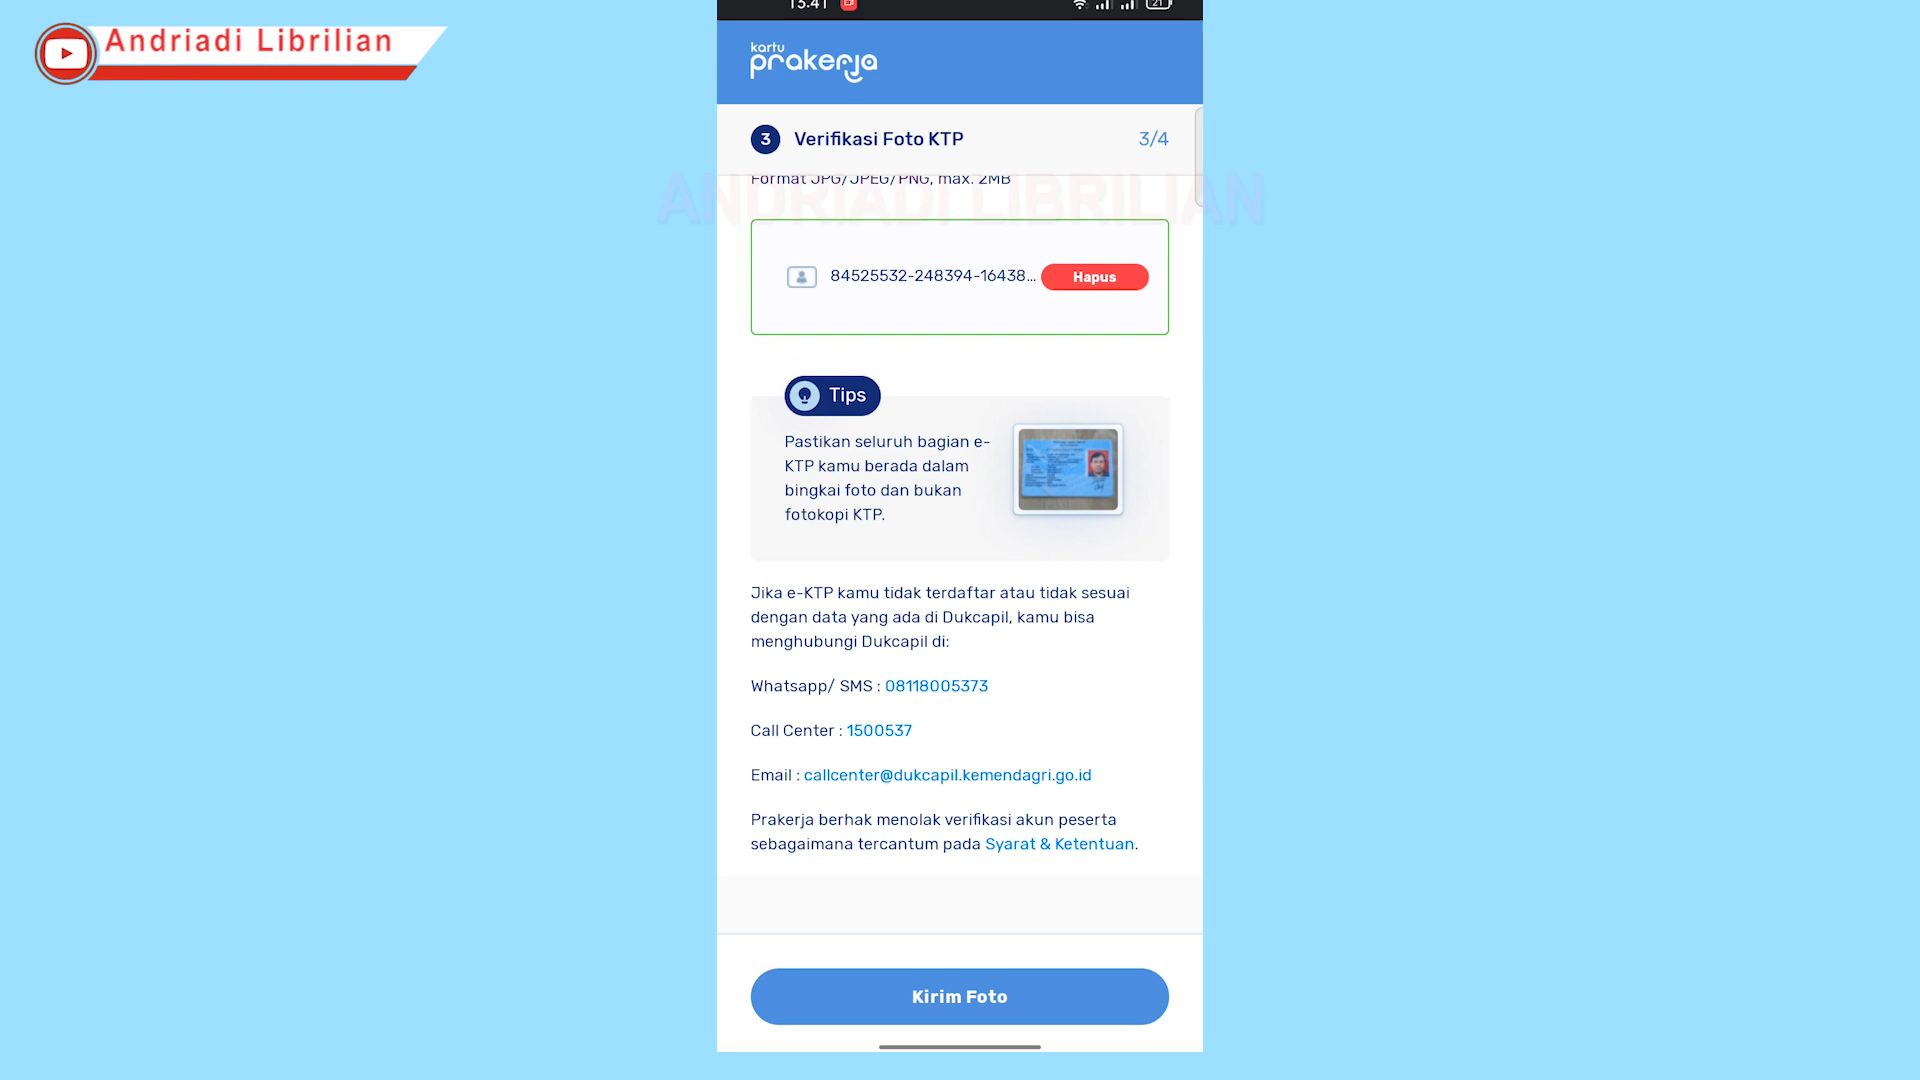 Andriadi Librilian
15.41
21
kartu
prakerja
3 Verifikasi Foto KTP 3/4
Format JPG/JPEG/PNG, max. 2MB
ANDRIADI LIBRILIAN
84525532-248394-16438... Hapus
Tips
Pastikan seluruh bagian e-
KTP kamu berada dalam
bingkai foto dan bukan
fotokopi KTP.
Jika e-KTP kamu tidak terdaftar atau tidak sesuai
dengan data yang ada di Dukcapil, kamu bisa
menghubungi Dukcapil di:
Whatsapp/ SMS : 08118005373
Call Center : 1500537
Email : callcenter@dukcapil.kemendagri.go.id
Prakerja berhak menolak verifikasi akun peserta
sebagaimana tercantum pada Syarat & Ketentuan.
Kirim Foto